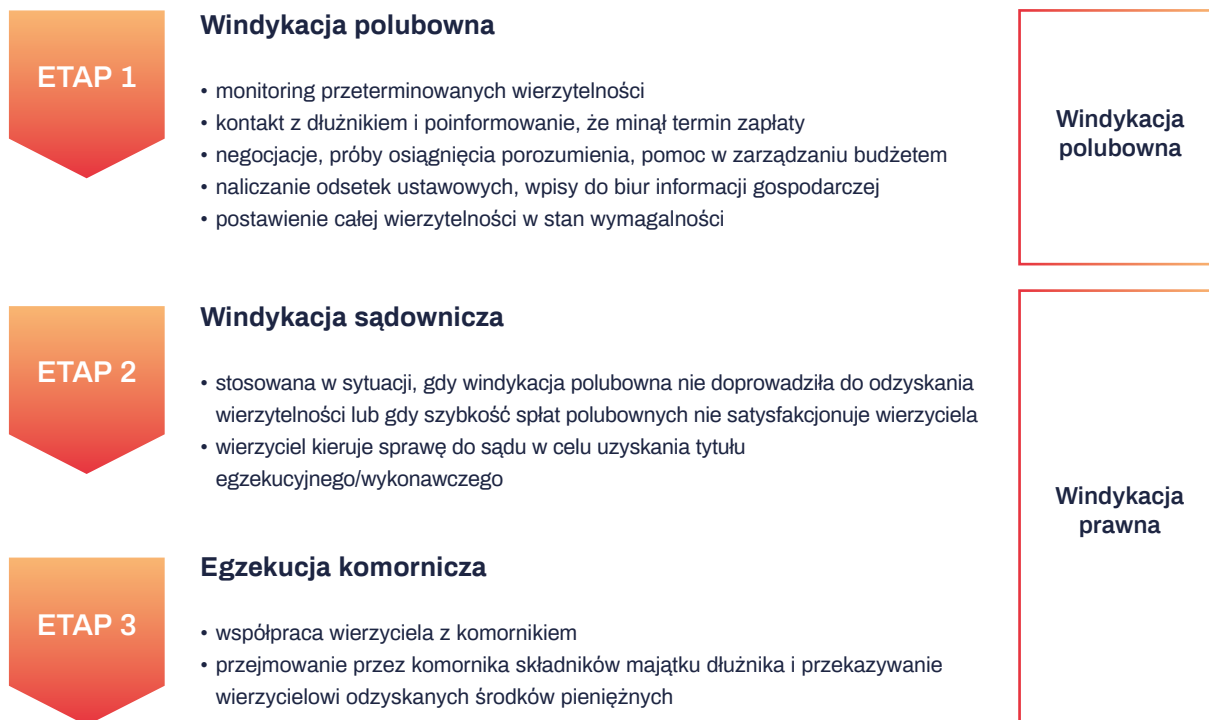 ETAP 1
Windykacja polubowna
• monitoring przeterminowanych wierzytelności
• kontakt z dłużnikiem i poinformowanie, że minął termin zapłaty
• negocjacje, próby osiągnięcia porozumienia, pomoc w zarządzaniu budżetem
• naliczanie odsetek ustawowych, wpisy do biur informacji gospodarczej
• postawienie całej wierzytelności w stan wymagalności
Windykacja
polubowna
ETAP 2
Windykacja sądownicza
• stosowana w sytuacji, gdy windykacja polubowna nie doprowadziła do odzyskania
wierzytelności lub gdy szybkość spłat polubownych nie satysfakcjonuje wierzyciela
• wierzyciel kieruje sprawę do sądu w celu uzyskania tytułu
egzekucyjnego/wykonawczego
ETAP 3
Egzekucja komornicza
• współpraca wierzyciela z komornikiem
• przejmowanie przez komornika składników majątku dłużnika i przekazywanie
wierzycielowi odzyskanych środków pieniężnych
Windykacja
prawna